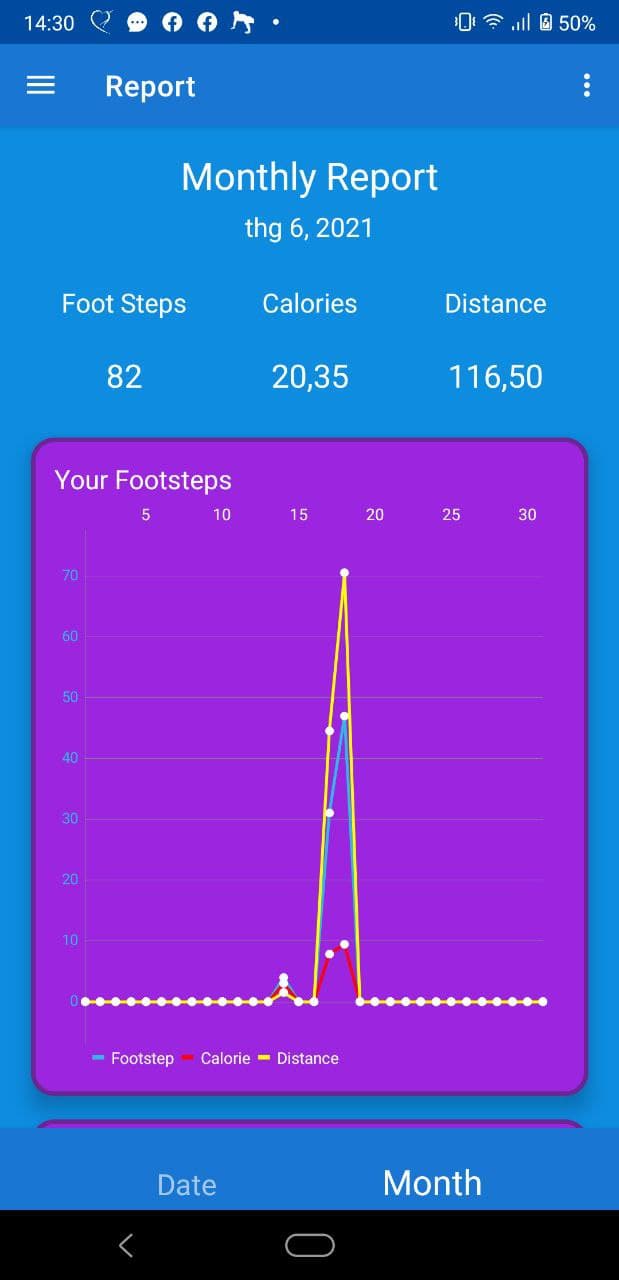 14:30 50%
Report
Monthly Report
thg 6, 2021
Foot Steps Calories Distance
82 20,35 116,50
Your Footsteps
5 10 15 20 25 30
70
60
50
40
30
20
10
0
Footstep Calorie Distance
Date Month